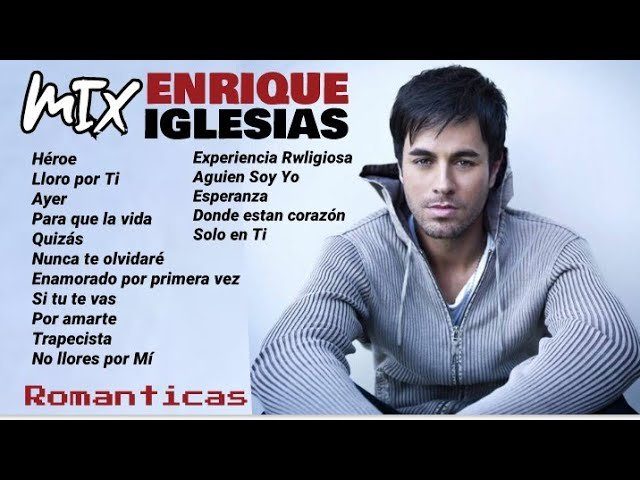 MIX ENRIQUE
IGLESIAS
Héroe
Lloro por Ti
Ayer
Para que la vida
Quizás
Nunca te olvidaré
Enamorado por primera vez
Si tu te vas
Por amarte
Trapecista
No llores por Mí
Experiencia Rwligiosa
Aguien Soy Yo
Esperanza
Donde estan corazón
Solo en Ti
Romanticas